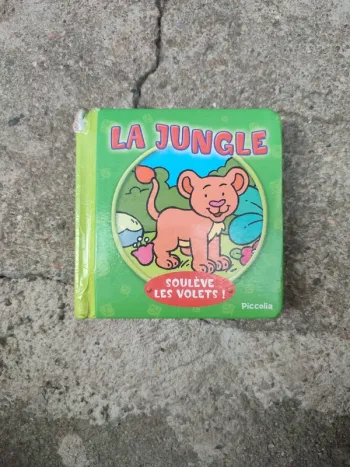 LA JUNGLE
SOULÈVE
LES VOLETS !
Piccolia